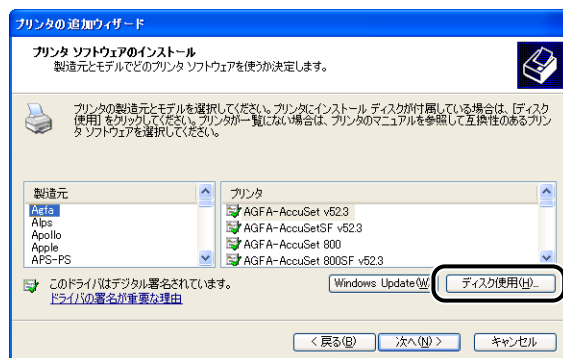 プリンタの追加ウィザード
プリンタ ソフトウェアのインストール
製造元とモデルでどのプリンタ ソフトウェアを使うか決定します。
プリンタの製造元とモデルを選択してください。プリンタにインストール ディスクが付属している場合は、[ディスク
使用] をクリックしてください。プリンタが一覧にない場合は、プリンタのマニュアルを参照して互換性のあるプリン
タ ソフトウェアを選択してください。
製造元
Agfa
Alps
Apollo
Apple
APS-PS
プリンタ
AGFA-AccuSet v52.3
AGFA-AccuSetSF v52.3
AGFA-AccuSet 800
AGFA-AccuSet 800SF v52.3
このドライバはデジタル署名されています。
ドライバの署名が重要な理由
Windows Update(W)
ディスク使用(H)...
< 戻る(B)
次へ(N) >
キャンセル